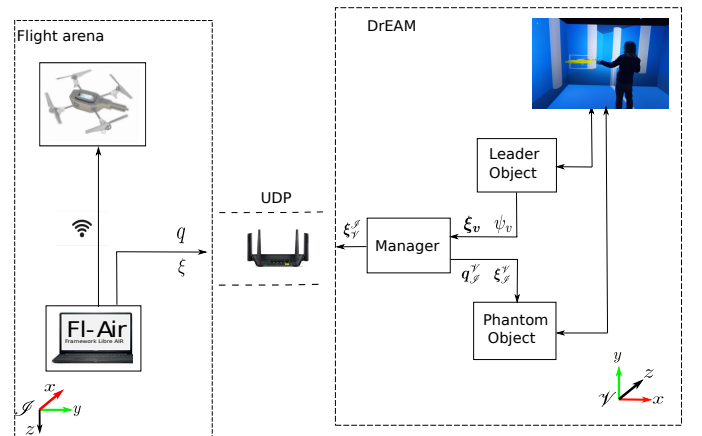 Flight arena
DrEAM
Leader
Object
UDP
q
ξ
ξ_𝒱^ℐ
ξ_v ψ_v
Manager
q_ℐ^𝒱 ξ_ℐ^𝒱
Fl-Air
Framework Libre AIR
Phantom
Object
x
ℐ
y
z
y
z
𝒱
x